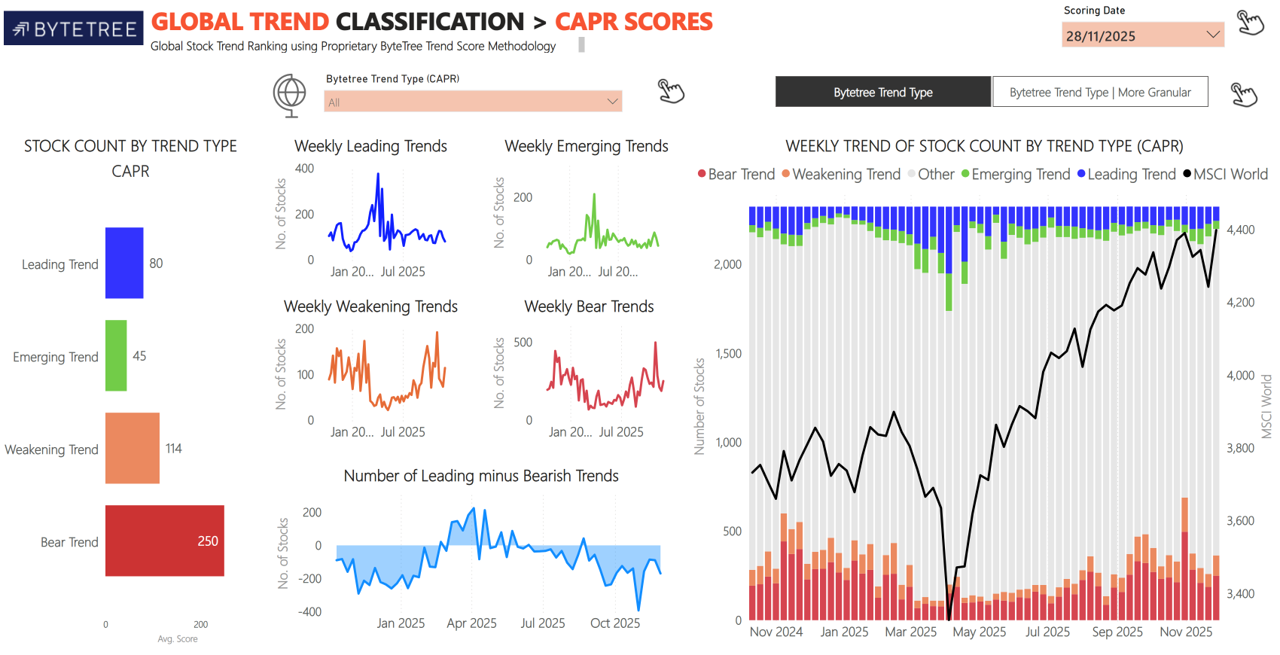 BYTETREE
GLOBAL TREND CLASSIFICATION > CAPR SCORES
Global Stock Trend Ranking using Proprietary ByteTree Trend Score Methodology
Scoring Date
28/11/2025
Bytetree Trend Type (CAPR)
All
Bytetree Trend Type
Bytetree Trend Type | More Granular
STOCK COUNT BY TREND TYPE
CAPR
Leading Trend
80
Emerging Trend
45
Weakening Trend
114
Bear Trend
250
0
200
Avg. Score
Weekly Leading Trends
No. of Stocks
400
200
0
Jan 20...
Jul 2025
Weekly Emerging Trends
No. of Stocks
200
0
Jan 20...
Jul 20...
Weekly Weakening Trends
No. of Stocks
200
100
0
Jan 20...
Jul 2025
Weekly Bear Trends
No. of Stocks
500
0
Jan 20...
Jul 2025
Number of Leading minus Bearish Trends
No. of Stocks
200
0
-200
-400
Jan 2025
Apr 2025
Jul 2025
Oct 2025
WEEKLY TREND OF STOCK COUNT BY TREND TYPE (CAPR)
Bear Trend
Weakening Trend
Other
Emerging Trend
Leading Trend
MSCI World
Number of Stocks
2,000
1,500
1,000
500
0
4,400
4,200
4,000
3,800
3,600
3,400
MSCI World
Nov 2024
Jan 2025
Mar 2025
May 2025
Jul 2025
Sep 2025
Nov 2025